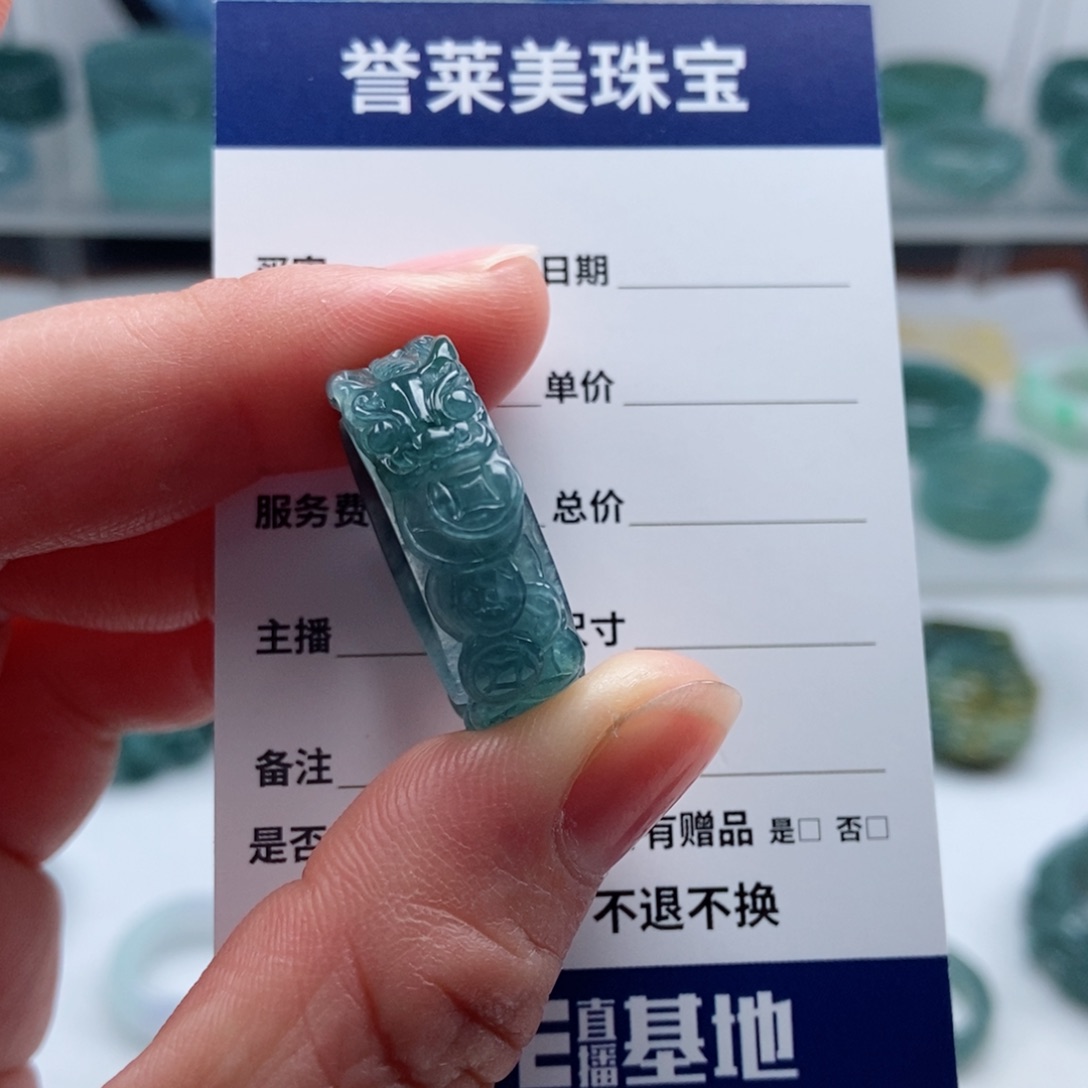 誉莱美珠宝
日期
单价
服务费 总价
主播 寸
备注
是否 有赠品 是□ 否□
不退不换
直播基地